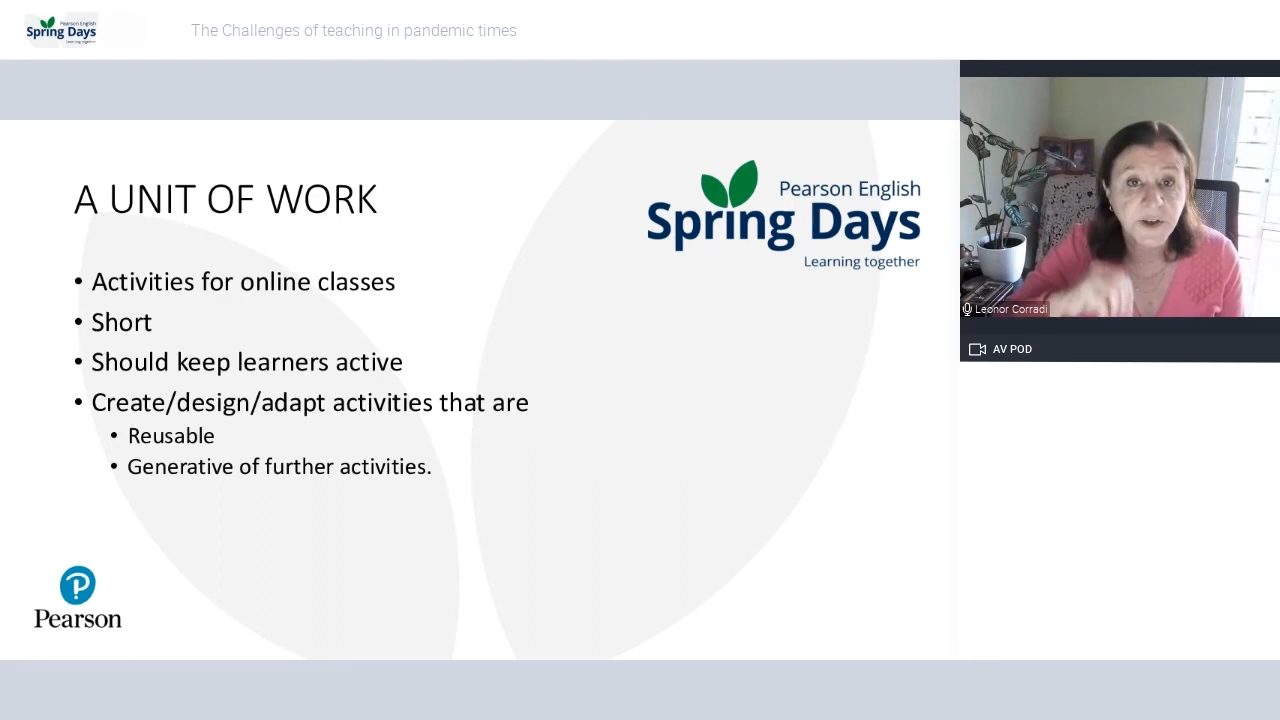 Pearson English
Spring Days
Learning together
The Challenges of teaching in pandemic times
A UNIT OF WORK
• Activities for online classes
• Short
• Should keep learners active
• Create/design/adapt activities that are
• Reusable
• Generative of further activities.
Pearson English
Spring Days
Learning together
Pearson
Leonor Corradi
AV POD